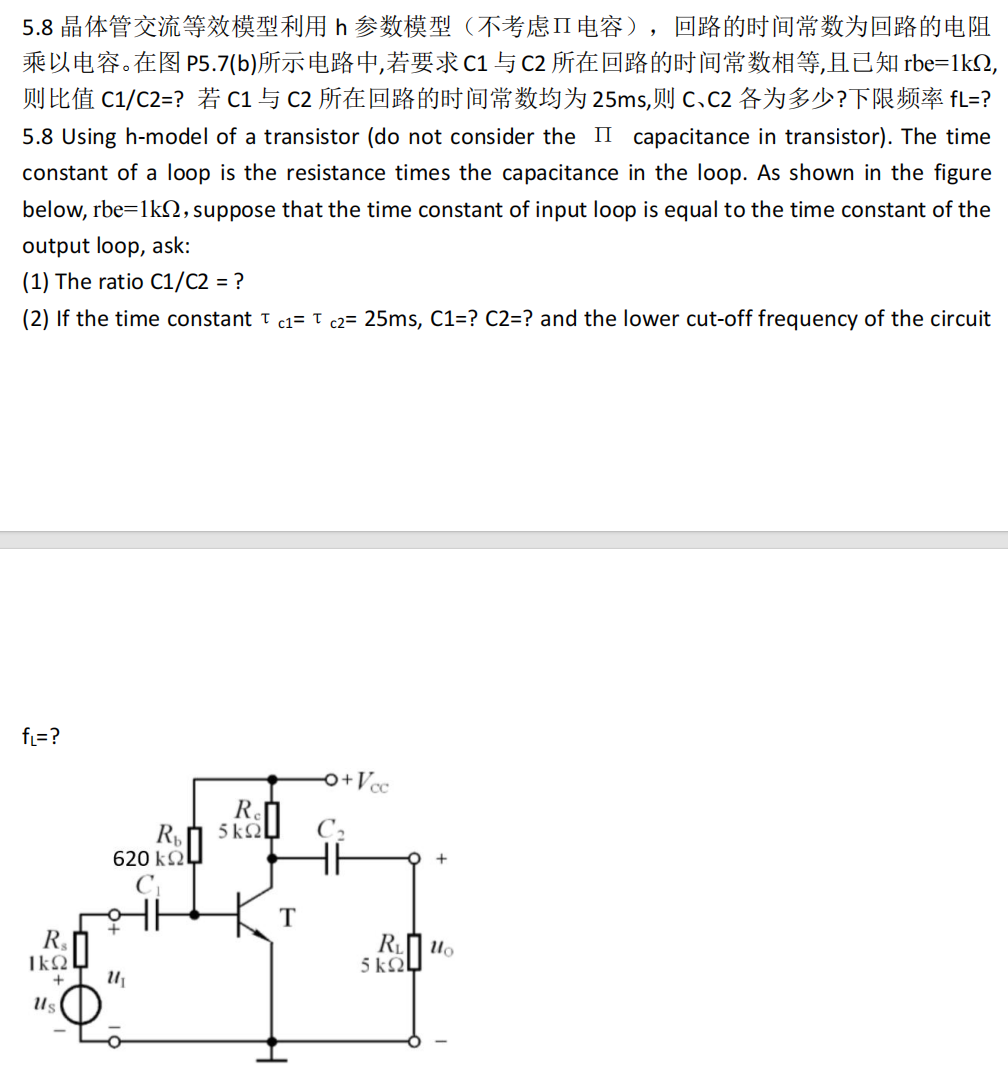 5.8 晶体管交流等效模型利用 h 参数模型（不考虑Π电容），回路的时间常数为回路的电阻
乘以电容。在图 P5.7(b)所示电路中,若要求 C1 与 C2 所在回路的时间常数相等,且已知 rbe=1kΩ,
则比值 C1/C2=? 若 C1 与 C2 所在回路的时间常数均为 25ms,则 C、C2 各为多少?下限频率 fL=?
5.8 Using h-model of a transistor (do not consider the Π capacitance in transistor). The time
constant of a loop is the resistance times the capacitance in the loop. As shown in the figure
below, rbe=1kΩ，suppose that the time constant of input loop is equal to the time constant of the
output loop, ask:
(1) The ratio C1/C2 = ?
(2) If the time constant τ c1= τ c2= 25ms, C1=? C2=? and the lower cut-off frequency of the circuit
fL=?
+VCC
Rc
5 kΩ
C2
Rb
620 kΩ
+
C1
T
+
Rs
1 kΩ
RL
uO
5 kΩ
+
uI
us
−
−
−